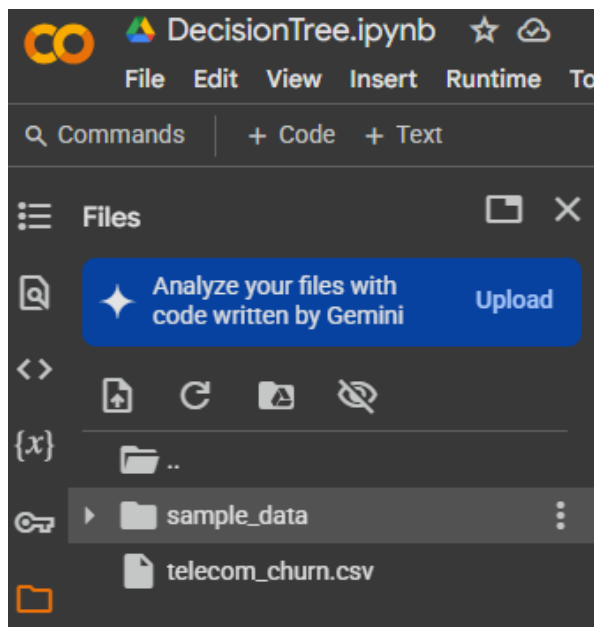 DecisionTree.ipynb
File Edit View Insert Runtime To
Commands + Code + Text
Files
Analyze your files with
code written by Gemini
Upload
{x}
..
sample_data
telecom_churn.csv